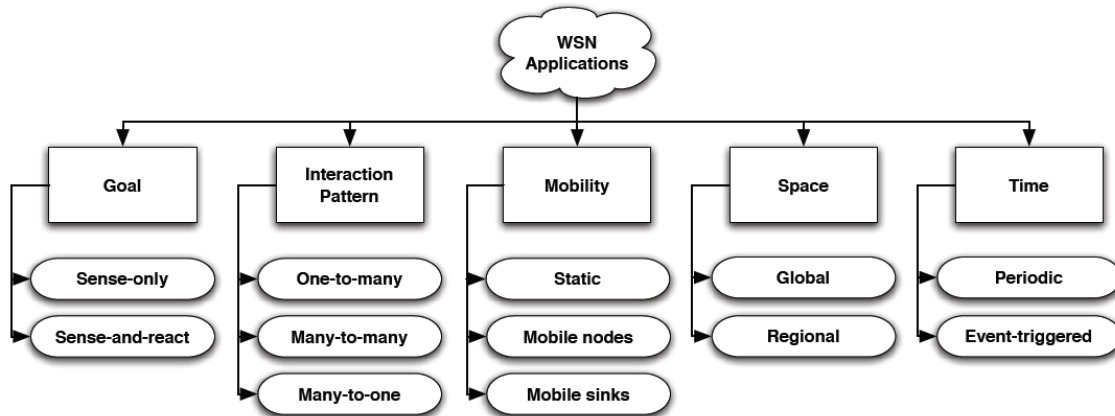 WSN
Applications
Goal
Interaction
Pattern
Mobility
Space
Time
Sense-only
One-to-many
Static
Global
Periodic
Sense-and-react
Many-to-many
Mobile nodes
Regional
Event-triggered
Many-to-one
Mobile sinks